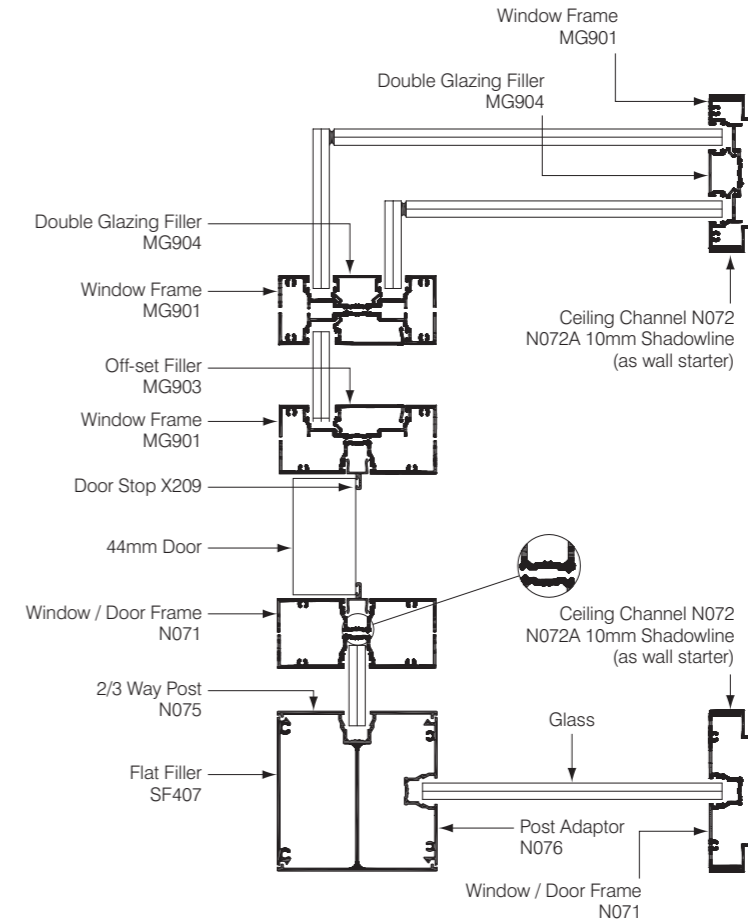 Window Frame
MG901
Double Glazing Filler
MG904
Double Glazing Filler
MG904
Window Frame
MG901
Ceiling Channel N072
N072A 10mm Shadowline
(as wall starter)
Off-set Filler
MG903
Window Frame
MG901
Door Stop X209
44mm Door
Window / Door Frame
N071
Ceiling Channel N072
N072A 10mm Shadowline
(as wall starter)
2/3 Way Post
N075
Glass
Flat Filler
SF407
Post Adaptor
N076
Window / Door Frame
N071